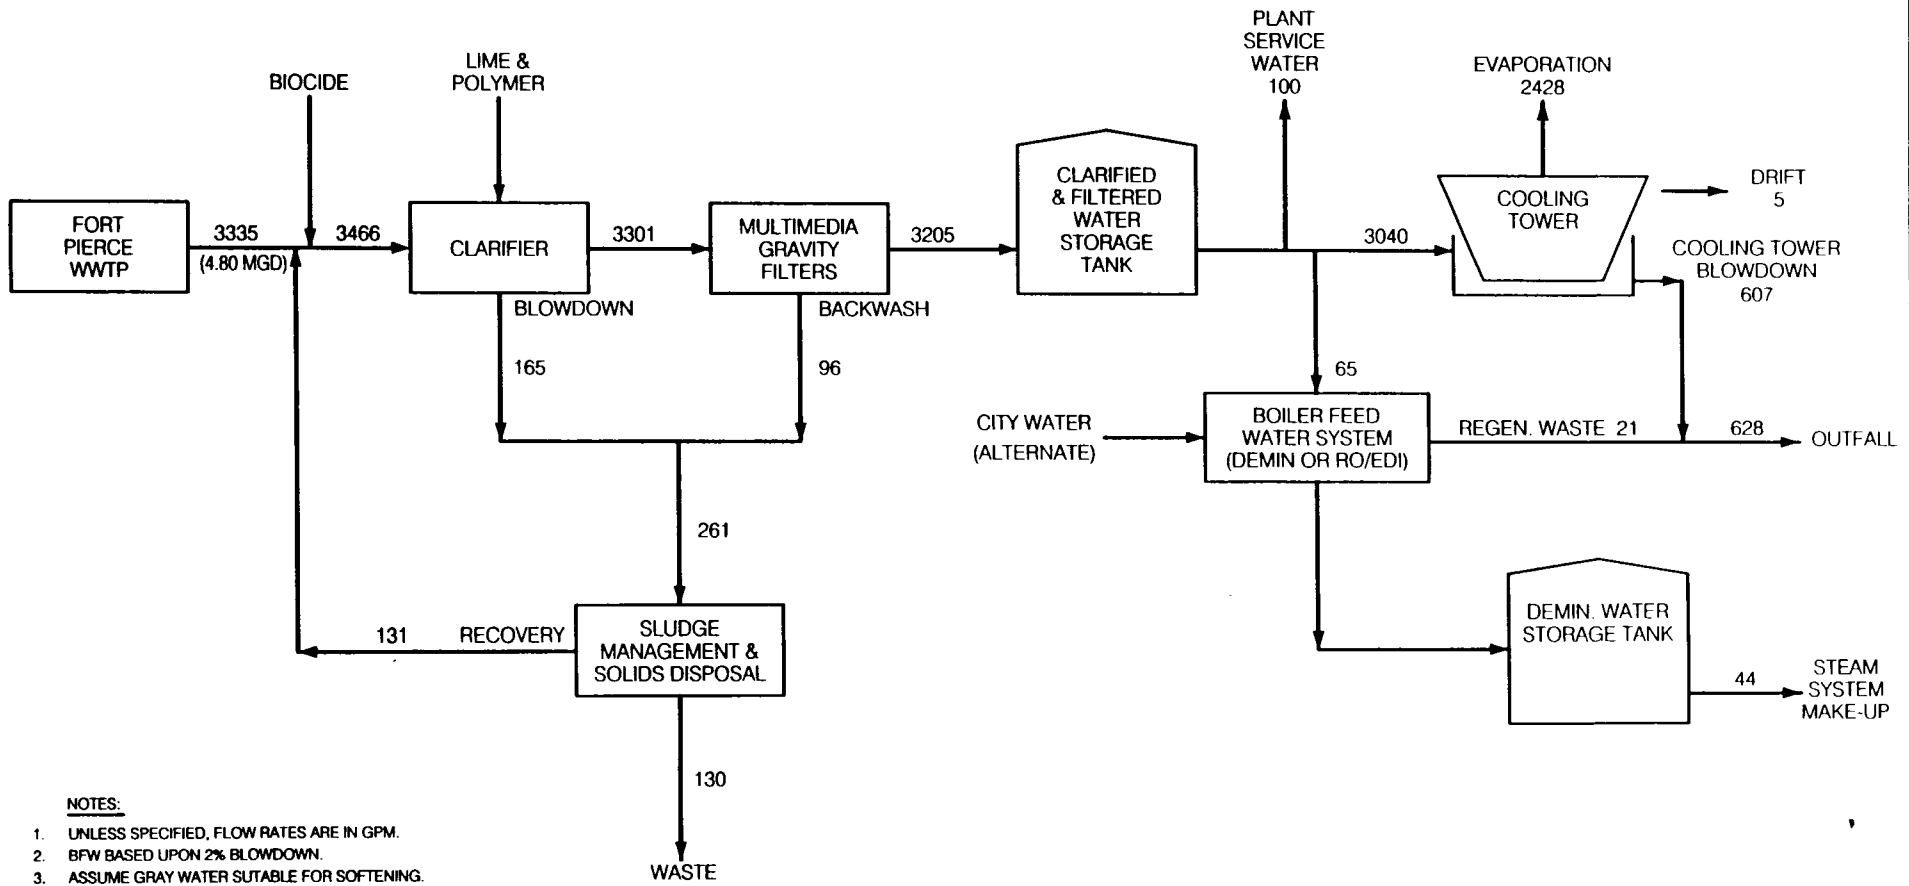 PLANT
SERVICE
WATER
100
EVAPORATION
2428
BIOCIDE
LIME &
POLYMER
FORT
PIERCE
WWTP
3335
(4.80 MGD)
3466
CLARIFIER
3301
MULTIMEDIA
GRAVITY
FILTERS
3205
CLARIFIED
& FILTERED
WATER
STORAGE
TANK
3040
COOLING
TOWER
DRIFT
5
COOLING TOWER
BLOWDOWN
607
BLOWDOWN
165
BACKWASH
96
65
CITY WATER
(ALTERNATE)
BOILER FEED
WATER SYSTEM
(DEMIN OR RO/EDI)
REGEN. WASTE 21
628
OUTFALL
261
131 RECOVERY
SLUDGE
MANAGEMENT &
SOLIDS DISPOSAL
DEMIN. WATER
STORAGE TANK
44
STEAM
SYSTEM
MAKE-UP
130
WASTE
NOTES:
1. UNLESS SPECIFIED, FLOW RATES ARE IN GPM.
2. BFW BASED UPON 2% BLOWDOWN.
3. ASSUME GRAY WATER SUTABLE FOR SOFTENING.